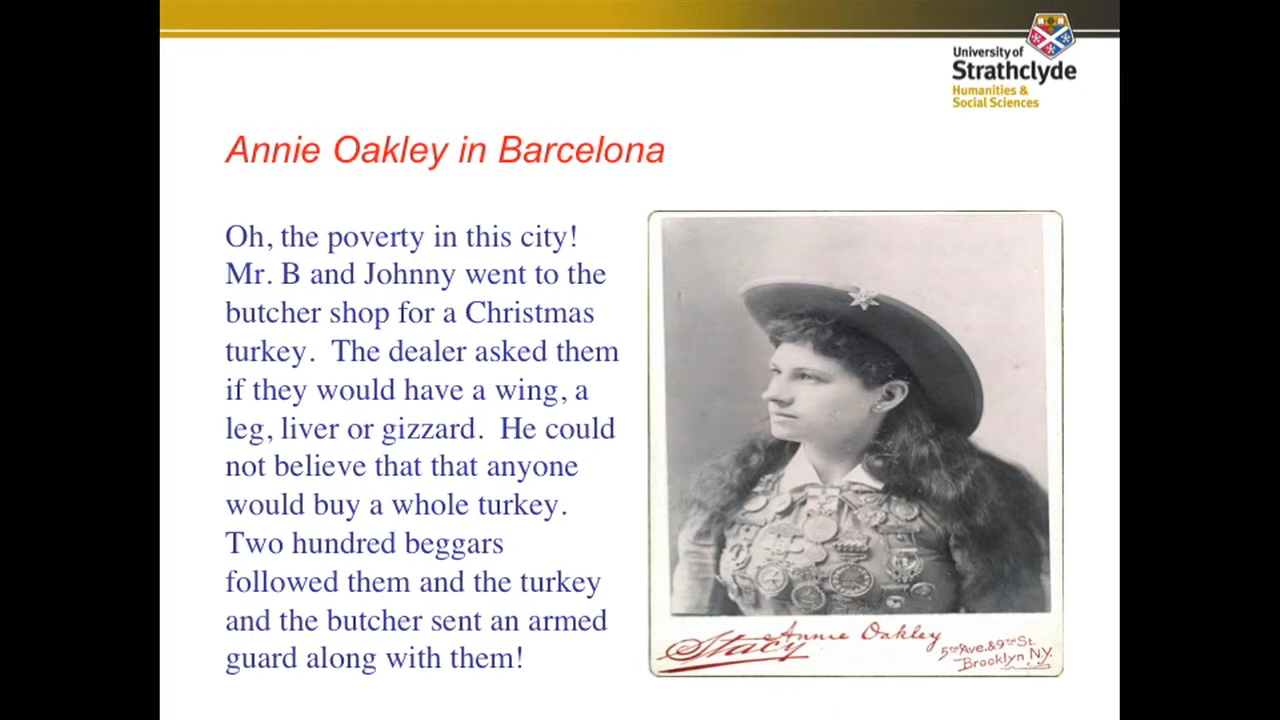 University of
Strathclyde
Humanities &
Social Sciences
Annie Oakley in Barcelona
Oh, the poverty in this city!
Mr. B and Johnny went to the
butcher shop for a Christmas
turkey. The dealer asked them
if they would have a wing, a
leg, liver or gizzard. He could
not believe that that anyone
would buy a whole turkey.
Two hundred beggars
followed them and the turkey
and the butcher sent an armed
guard along with them!
Annie Oakley
Stacy
5th Ave. & 9th St.
Brooklyn N.Y.